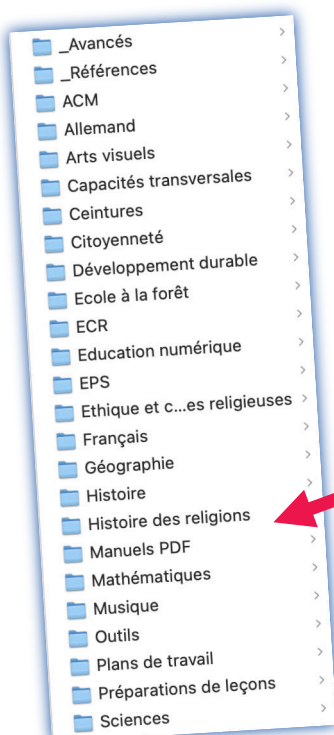 _Avancés
_Références
ACM
Allemand
Arts visuels
Capacités transversales
Ceintures
Citoyenneté
Développement durable
Ecole à la forêt
ECR
Education numérique
EPS
Ethique et c...es religieuses
Français
Géographie
Histoire
Histoire des religions
Manuels PDF
Mathématiques
Musique
Outils
Plans de travail
Préparations de leçons
Sciences